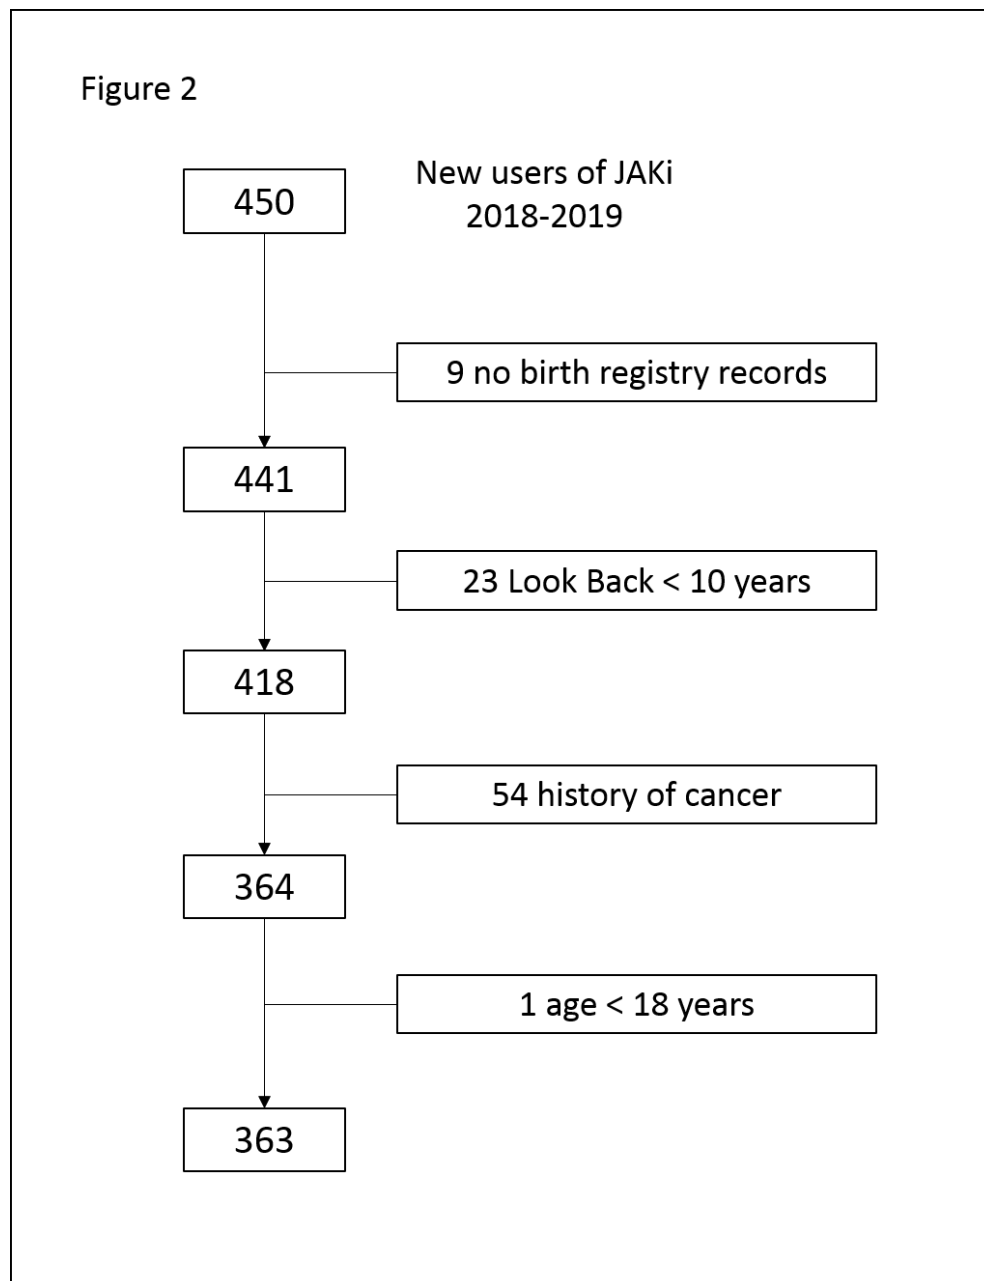 Figure 2
450
New users of JAKi
2018-2019
9 no birth registry records
441
23 Look Back < 10 years
418
54 history of cancer
364
1 age < 18 years
363